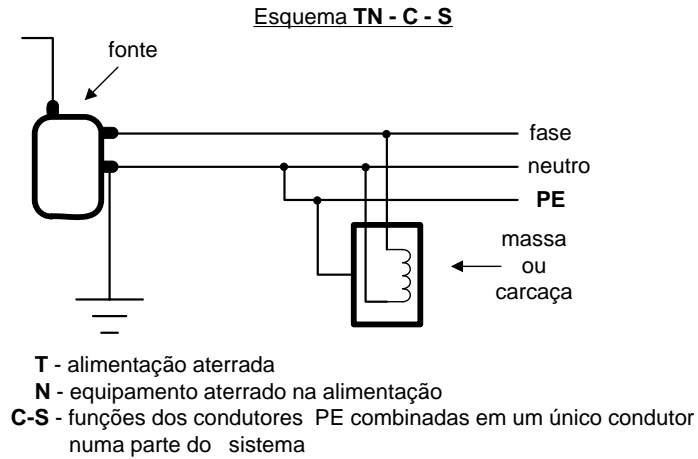 Esquema TN - C - S
fonte
fase
neutro
PE
massa
ou
carcaça
T - alimentação aterrada
N - equipamento aterrado na alimentação
C-S - funções dos condutores PE combinadas em um único condutor
numa parte do sistema